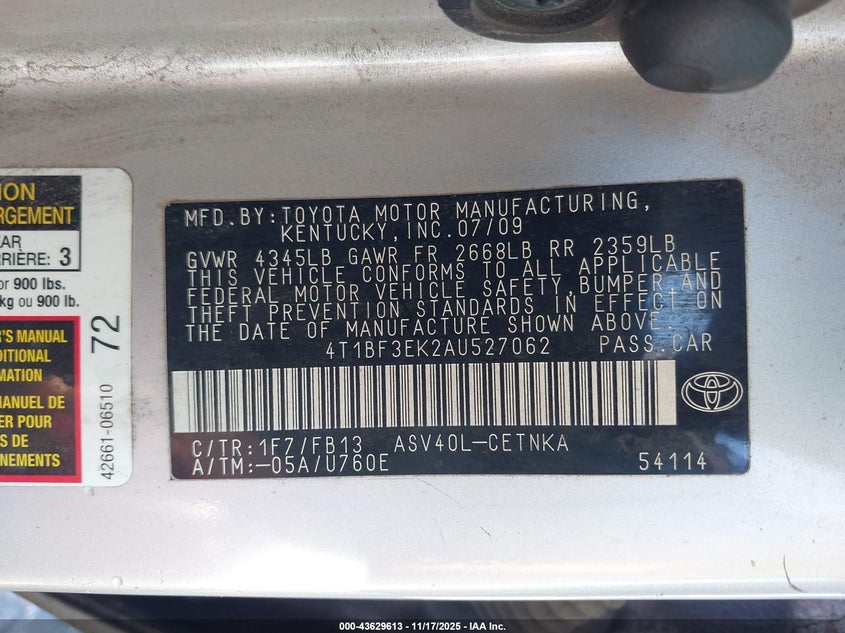 ION
RGEMENT
AR
RRIÈRE: 3
or 900 lbs.
kg ou 900 lb.
R'S MANUAL
DITIONAL
RMATION
MANUEL DE
R POUR
DE
NEMENTS
72
42661-06510
MFD.BY:TOYOTA MOTOR MANUFACTURING,
KENTUCKY,INC.07/09
GVWR 4345LB GAWR FR 2668LB RR 2359LB
THIS VEHICLE CONFORMS TO ALL APPLICABLE
FEDERAL MOTOR VEHICLE SAFETY,BUMPER,AND
THEFT PREVENTION STANDARDS IN EFFECT ON
THE DATE OF MANUFACTURE SHOWN ABOVE.
4T1BF3EK2AU527062 PASS.CAR
C/TR:1F7/FB13 ASV40L-CETNKA
A/TM:-05A/U760E 54114
000-43629613 — 11/17/2025 — IAA Inc.